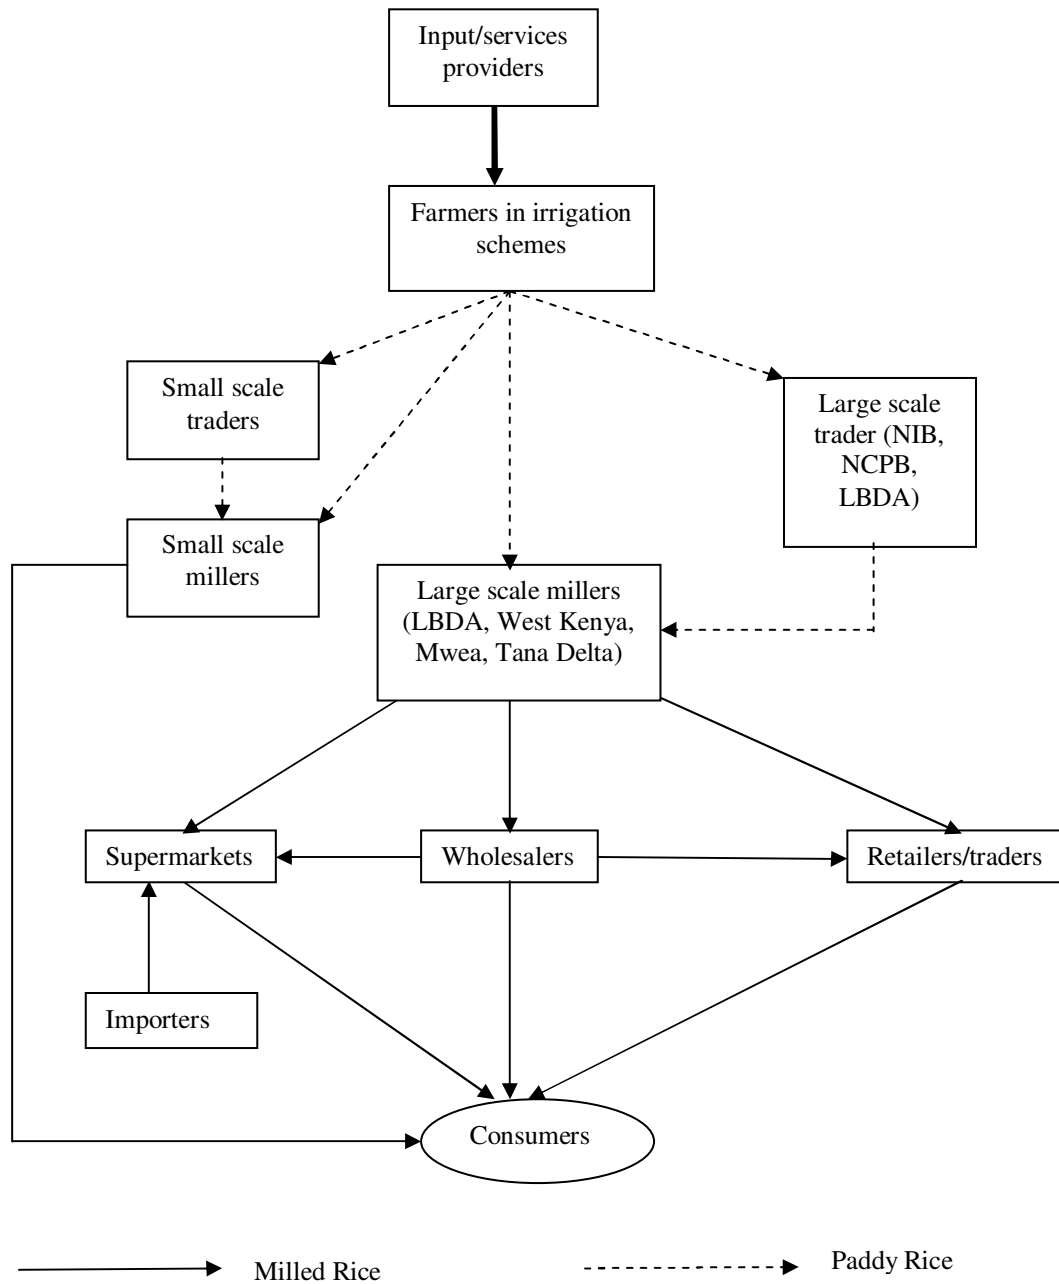 Input/services
providers
Farmers in irrigation
schemes
Small scale
traders
Large scale
trader (NIB,
NCPB,
LBDA)
Small scale
millers
Large scale millers
(LBDA, West Kenya,
Mwea, Tana Delta)
Supermarkets
Wholesalers
Retailers/traders
Importers
Consumers
Milled Rice
Paddy Rice